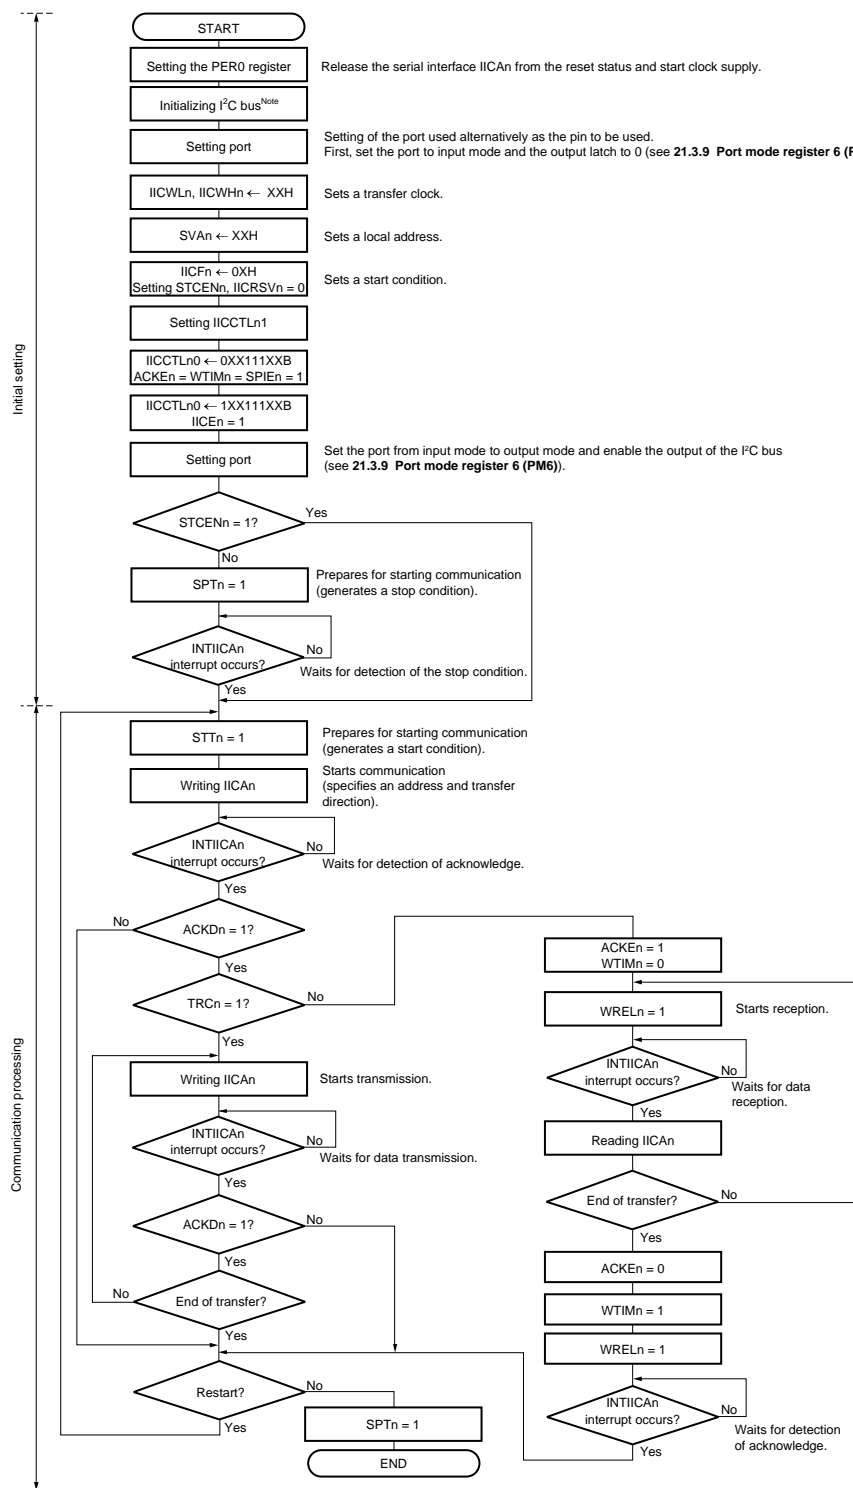 START
Setting the PER0 register
Release the serial interface IICAn from the reset status and start clock supply.
Initializing I²C bus^Note
Setting port
Setting of the port used alternatively as the pin to be used.
First, set the port to input mode and the output latch to 0 (see 21.3.9 Port mode register 6 (
IICWLn, IICWHn ← XXH
Sets a transfer clock.
SVAn ← XXH
Sets a local address.
IICFn ← 0XH
Setting STCENn, IICRSVn = 0
Sets a start condition.
Setting IICCTLn1
IICCTLn0 ← 0XX111XXB
ACKEn = WTIMn = SPIEn = 1
IICCTLn0 ← 1XX111XXB
IICEn = 1
Setting port
Set the port from input mode to output mode and enable the output of the I²C bus
(see 21.3.9 Port mode register 6 (PM6)).
Initial setting
STCENn = 1?
Yes
No
SPTn = 1
Prepares for starting communication
(generates a stop condition).
INTIICAn
interrupt occurs?
No
Waits for detection of the stop condition.
Yes
STTn = 1
Prepares for starting communication
(generates a start condition).
Writing IICAn
Starts communication
(specifies an address and transfer
direction).
INTIICAn
interrupt occurs?
No
Waits for detection of acknowledge.
Yes
No
ACKDn = 1?
Yes
TRCn = 1?
No
Yes
Communication processing
Writing IICAn
Starts transmission.
INTIICAn
interrupt occurs?
No
Waits for data transmission.
Yes
ACKDn = 1?
No
Yes
No
End of transfer?
Yes
Restart?
No
Yes
SPTn = 1
END
ACKEn = 1
WTIMn = 0
WRELn = 1
Starts reception.
INTIICAn
interrupt occurs?
No
Waits for data
reception.
Yes
Reading IICAn
End of transfer?
No
Yes
ACKEn = 0
WTIMn = 1
WRELn = 1
INTIICAn
interrupt occurs?
No
Waits for detection
of acknowledge.
Yes